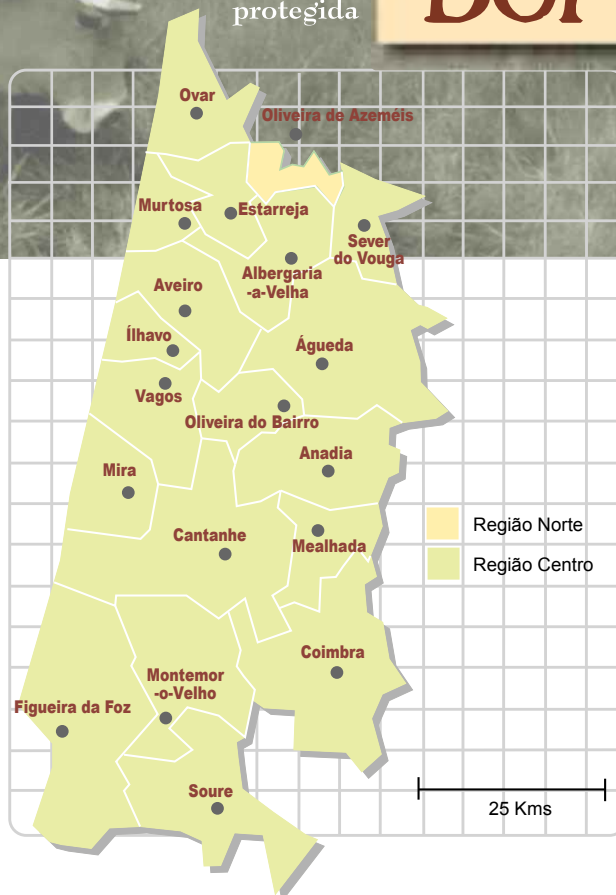 protegida
DOP
Ovar
Oliveira de Azeméis
Murtosa
Estarreja
Sever
do Vouga
Albergaria
-a-Velha
Aveiro
Ílhavo
Águeda
Vagos
Oliveira do Bairro
Anadia
Mira
Cantanhe
Mealhada
Região Norte
Região Centro
Coimbra
Montemor
-o-Velho
Figueira da Foz
Soure
25 Kms